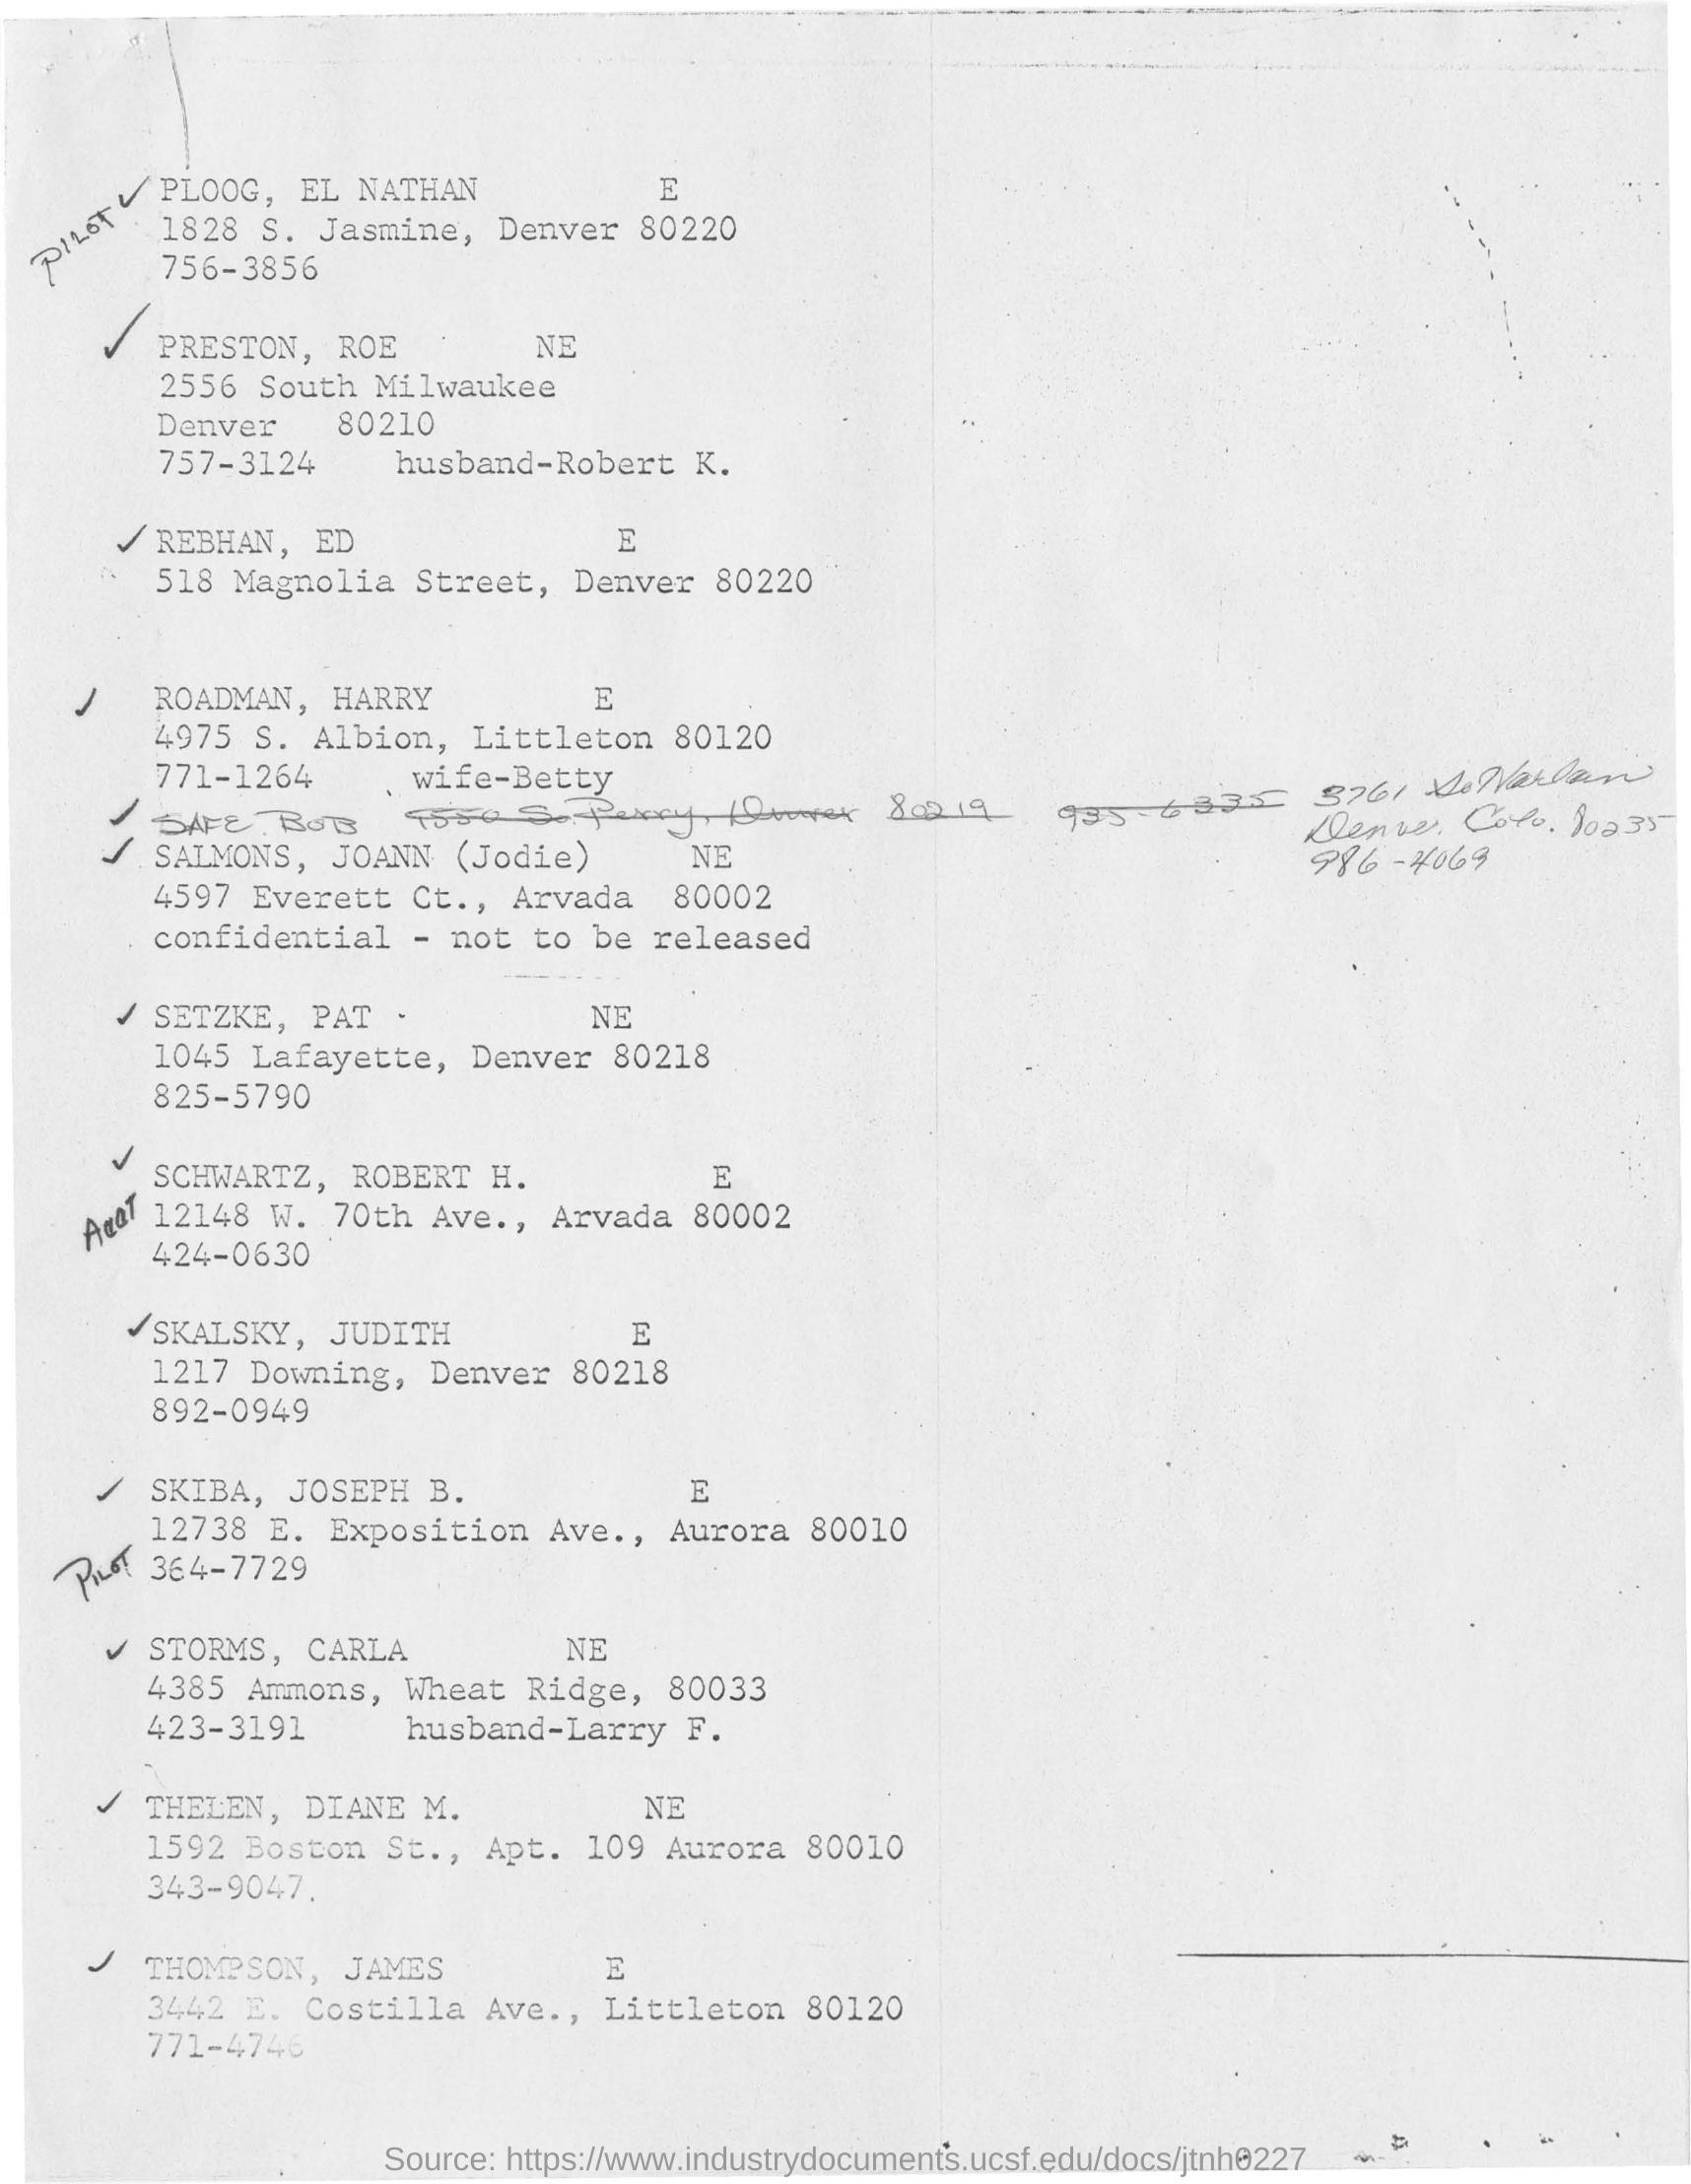 PILOT ✓ PLOOG, EL NATHAN E
1828 S. Jasmine, Denver 80220
756-3856
✓ PRESTON, ROE NE
2556 South Milwaukee
Denver 80210
757-3124 husband-Robert K.
✓ REBHAN, ED E
518 Magnolia Street, Denver 80220
✓ ROADMAN, HARRY E
4975 S. Albion, Littleton 80120
771-1264 wife-Betty
✓ SAFE BOB 1550 So. Perry, Denver 80219 935-6335
3761 So Harlan
Denver, Colo. 80235
986-4069
✓ SALMONS, JOANN (Jodie) NE
4597 Everett Ct., Arvada 80002
confidential - not to be released
✓ SETZKE, PAT NE
1045 Lafayette, Denver 80218
825-5790
✓ SCHWARTZ, ROBERT H. E
12148 W. 70th Ave., Arvada 80002
424-0630
✓ SKALSKY, JUDITH E
1217 Downing, Denver 80218
892-0949
✓ SKIBA, JOSEPH B. E
12738 E. Exposition Ave., Aurora 80010
PILOT 364-7729
✓ STORMS, CARLA NE
4385 Ammons, Wheat Ridge, 80033
423-3191 husband-Larry F.
✓ THELEN, DIANE M. NE
1592 Boston St., Apt. 109 Aurora 80010
343-9047.
✓ THOMPSON, JAMES E
3442 E. Costilla Ave., Littleton 80120
771-4746
Source: https://www.industrydocuments.ucsf.edu/docs/jtnh0227